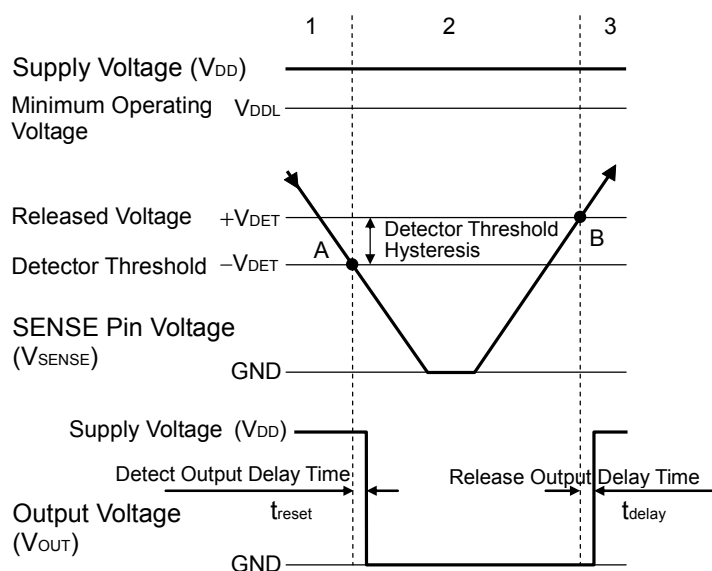 1 2 3
Supply Voltage (VDD)
Minimum Operating
Voltage
VDDL
Released Voltage +VDET
Detector Threshold
Hysteresis
A
B
Detector Threshold −VDET
SENSE Pin Voltage
(VSENSE)
GND
Supply Voltage (VDD)
Detect Output Delay Time
Release Output Delay Time
treset
tdelay
Output Voltage
(VOUT)
GND